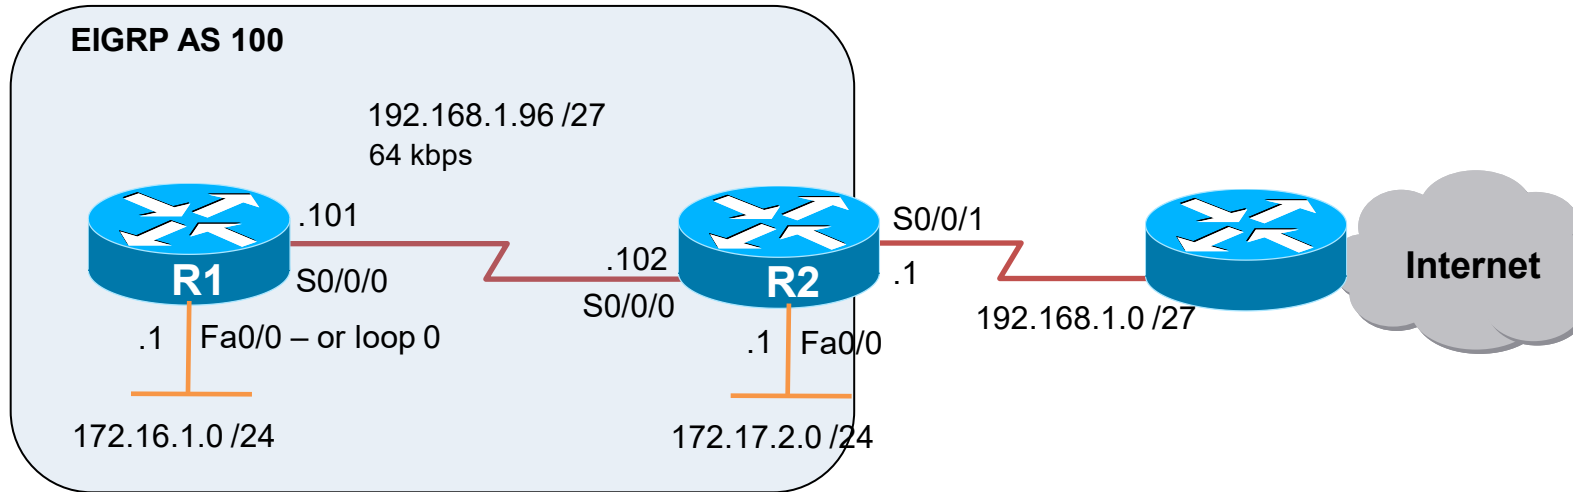 EIGRP AS 100
192.168.1.96 /27
64 kbps
.101
S0/0/1
R1
S0/0/0
.102
R2
.1
Internet
S0/0/0
192.168.1.0 /27
.1
Fa0/0 – or loop 0
.1
Fa0/0
172.16.1.0 /24
172.17.2.0 /24